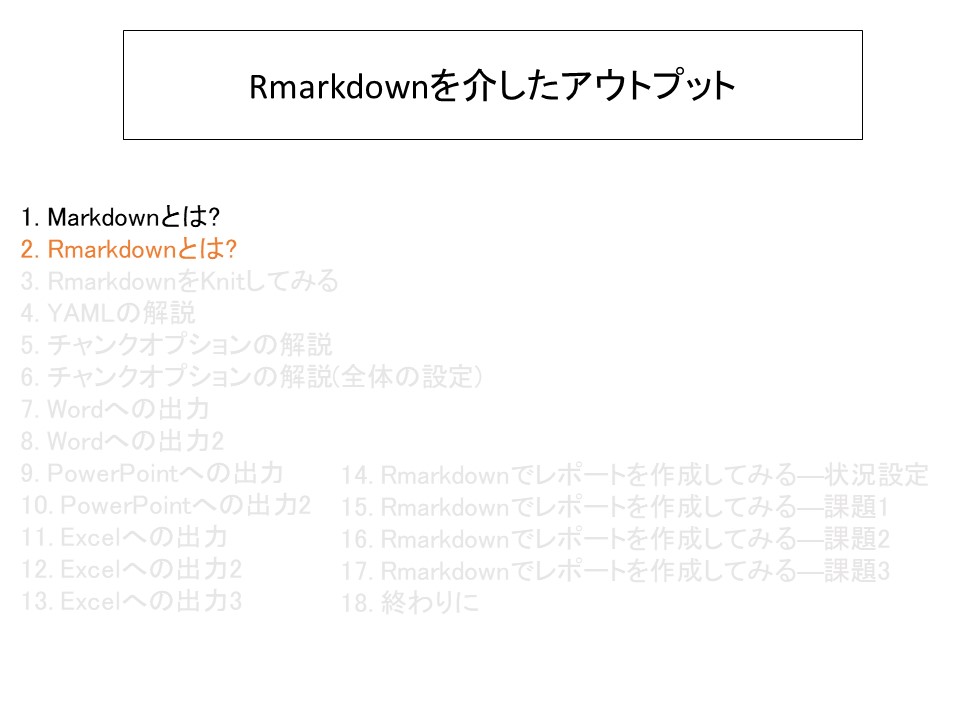 Rmarkdownを介したアウトプット
1. Markdownとは?
2. Rmarkdownとは?
3. RmarkdownをKnitしてみる
4. YAMLの解説
5. チャンクオプションの解説
6. チャンクオプションの解説(全体の設定)
7. Wordへの出力
8. Wordへの出力2
9. PowerPointへの出力
10. PowerPointへの出力2
11. Excelへの出力
12. Excelへの出力2
13. Excelへの出力3
14. Rmarkdownでレポートを作成してみる―状況設定
15. Rmarkdownでレポートを作成してみる―課題1
16. Rmarkdownでレポートを作成してみる―課題2
17. Rmarkdownでレポートを作成してみる―課題3
18. 終わりに